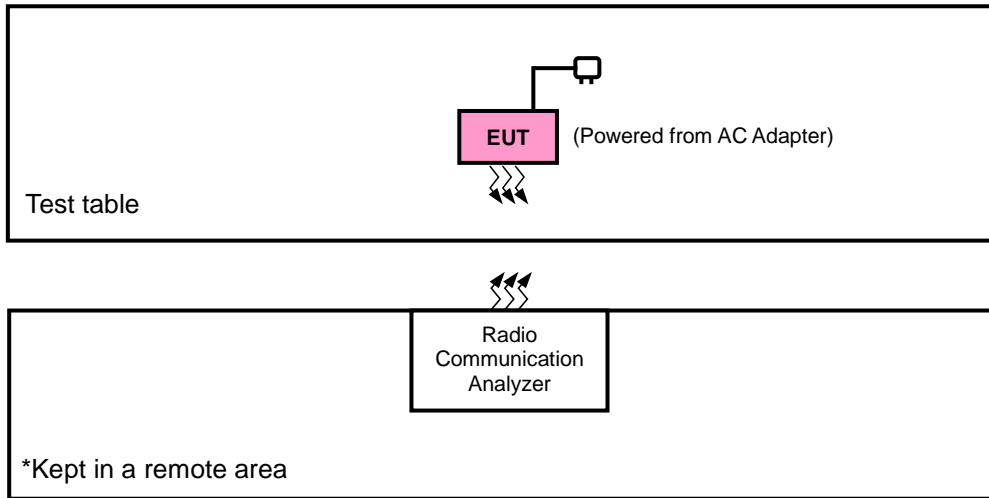 EUT
(Powered from AC Adapter)
Test table
Radio
Communication
Analyzer
*Kept in a remote area